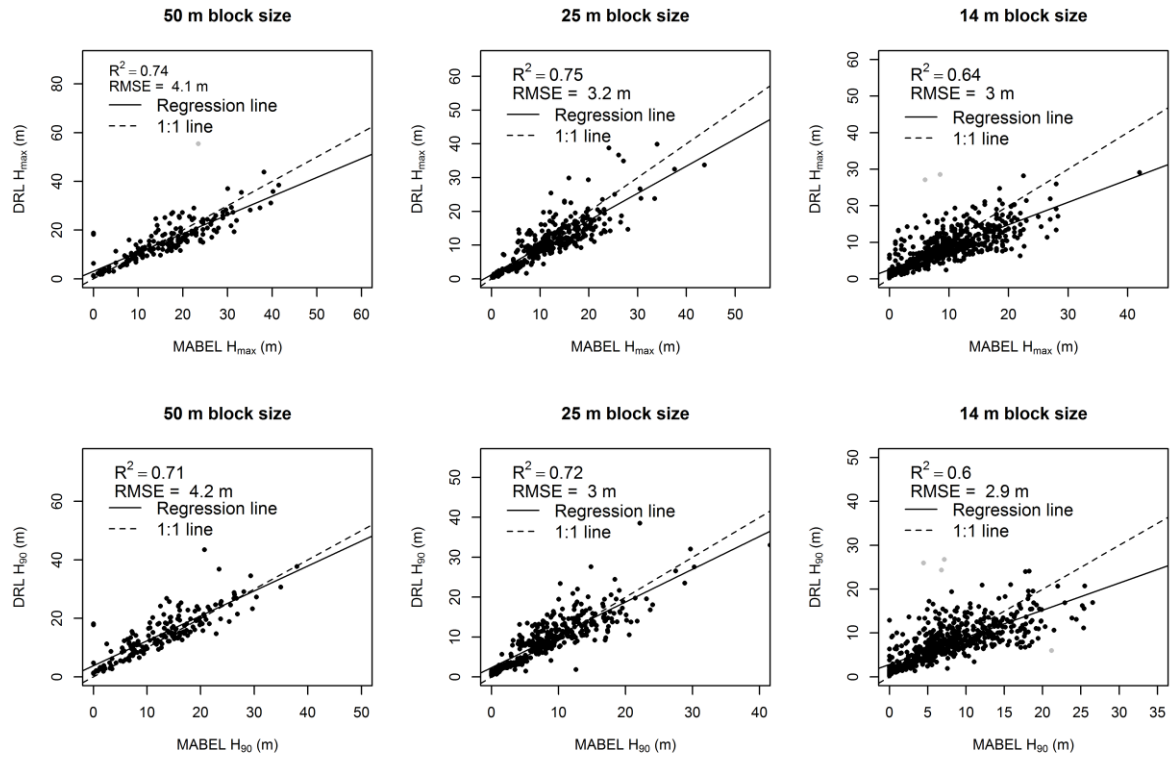 50 m block size
R² = 0.74
RMSE = 4.1 m
Regression line
1:1 line
DRL Hmax (m)
80
60
40
20
0
0 10 20 30 40 50 60
MABEL Hmax (m)
25 m block size
R² = 0.75
RMSE = 3.2 m
Regression line
1:1 line
DRL Hmax (m)
60
50
40
30
20
10
0
0 10 20 30 40 50
MABEL Hmax (m)
14 m block size
R² = 0.64
RMSE = 3 m
Regression line
1:1 line
DRL Hmax (m)
60
50
40
30
20
10
0
0 10 20 30 40
MABEL Hmax (m)
50 m block size
R² = 0.71
RMSE = 4.2 m
Regression line
1:1 line
DRL H90 (m)
60
40
20
0
0 10 20 30 40 50
MABEL H90 (m)
25 m block size
R² = 0.72
RMSE = 3 m
Regression line
1:1 line
DRL H90 (m)
50
40
30
20
10
0
0 10 20 30 40
MABEL H90 (m)
14 m block size
R² = 0.6
RMSE = 2.9 m
Regression line
1:1 line
DRL H90 (m)
50
40
30
20
10
0
0 5 10 15 20 25 30 35
MABEL H90 (m)